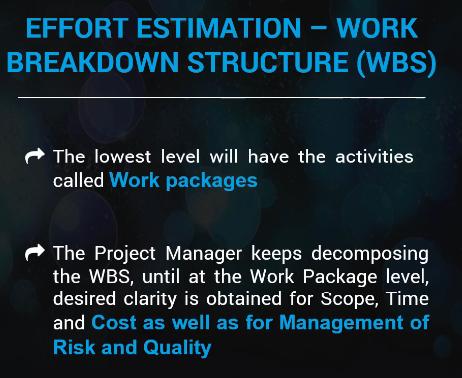 EFFORT ESTIMATION – WORK
BREAKDOWN STRUCTURE (WBS)
The lowest level will have the activities
called Work packages
The Project Manager keeps decomposing
the WBS, until at the Work Package level,
desired clarity is obtained for Scope, Time
and Cost as well as for Management of
Risk and Quality